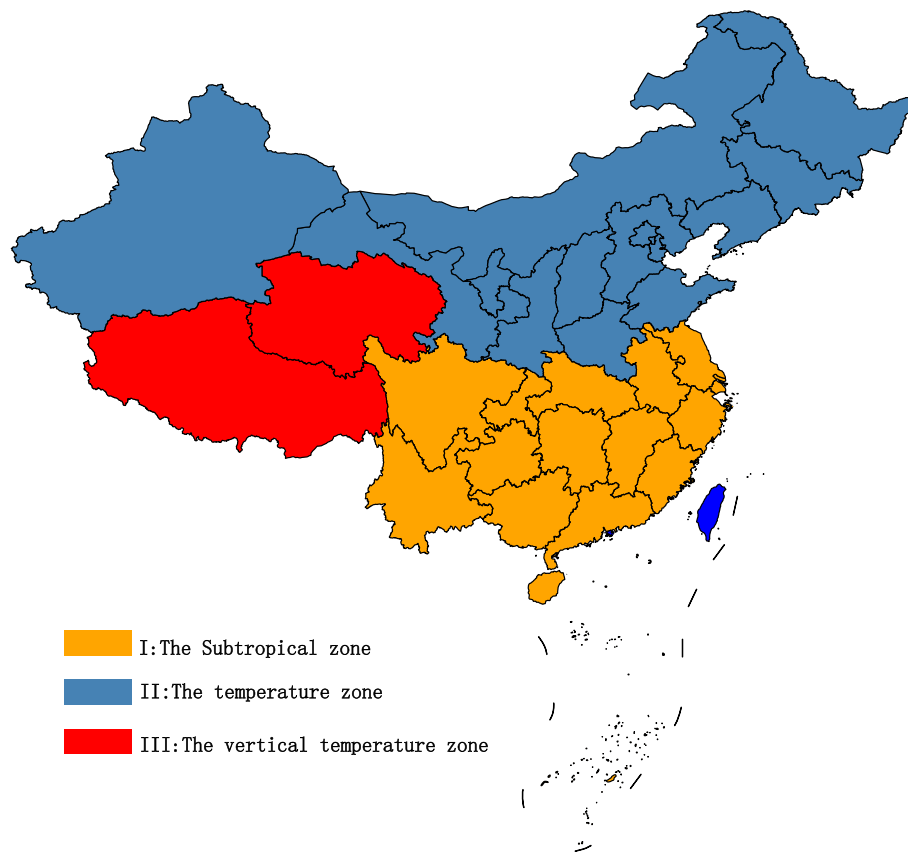 I:The Subtropical zone
II:The temperature zone
III:The vertical temperature zone